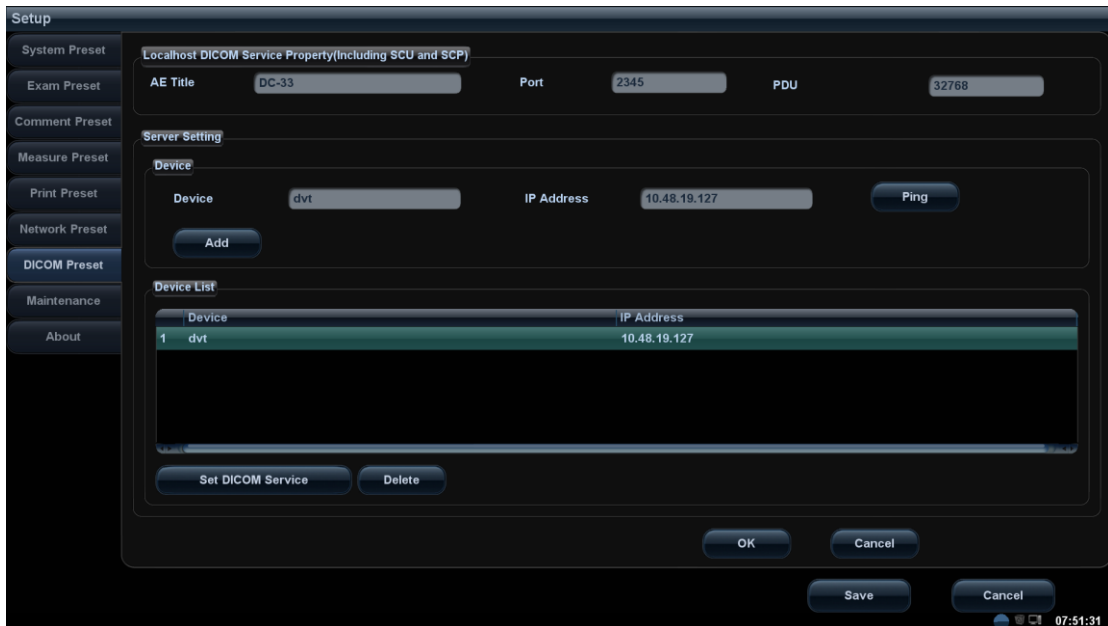 Setup
System Preset
Exam Preset
Comment Preset
Measure Preset
Print Preset
Network Preset
DICOM Preset
Maintenance
About
Localhost DICOM Service Property(Including SCU and SCP)
AE Title DC-33 Port 2345 PDU 32768
Server Setting
Device
Device dvt IP Address 10.48.19.127 Ping
Add
Device List
Device IP Address
1 dvt 10.48.19.127
Set DICOM Service Delete
OK Cancel
Save Cancel
07:51:31